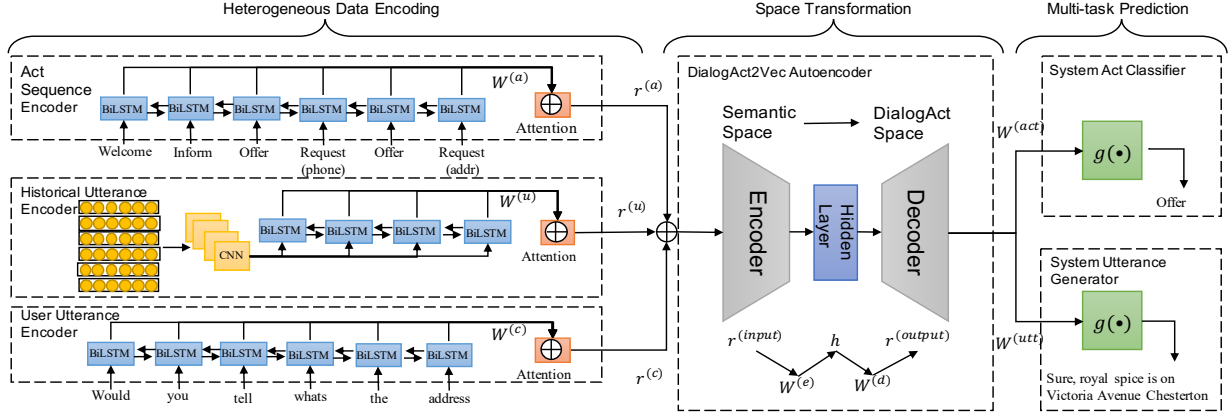 Heterogeneous Data Encoding
Space Transformation
Multi-task Prediction
Act
Sequence
Encoder
W^(a)
BiLSTM BiLSTM BiLSTM BiLSTM BiLSTM BiLSTM
Attention
Welcome Inform Offer Request Offer Request
(phone) (addr)
r^(a)
Historical Utterance
Encoder
W^(u)
BiLSTM BiLSTM BiLSTM BiLSTM
CNN
Attention
r^(u)
User Utterance
Encoder
W^(c)
BiLSTM BiLSTM BiLSTM BiLSTM BiLSTM BiLSTM
Attention
Would you tell whats the address
r^(c)
DialogAct2Vec Autoencoder
Semantic DialogAct
Space Space
Encoder
Hidden
Layer
Decoder
r^(input) h r^(output)
W^(e) W^(d)
W^(act)
W^(utt)
System Act Classifier
g(•)
Offer
System Utterance
Generator
g(•)
Sure, royal spice is on
Victoria Avenue Chesterton